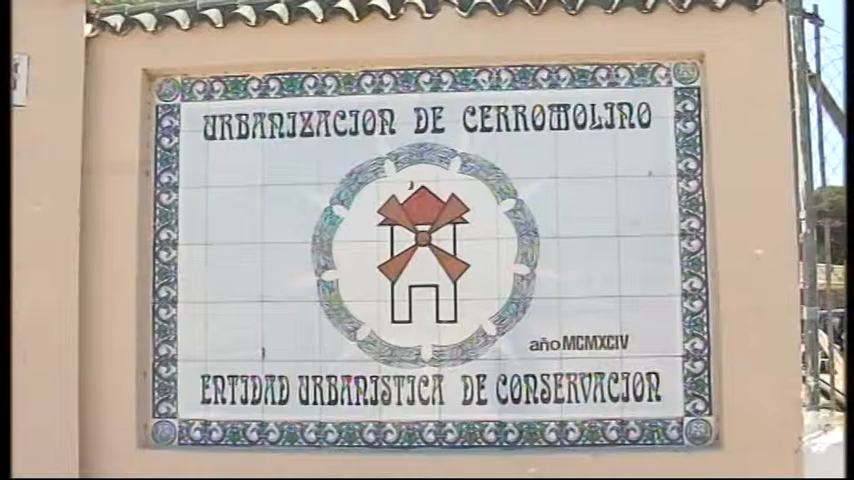 URBANIZACION DE CERROMOLINO
año MCMXCIV
ENTIDAD URBANISTICA DE CONSERVACION